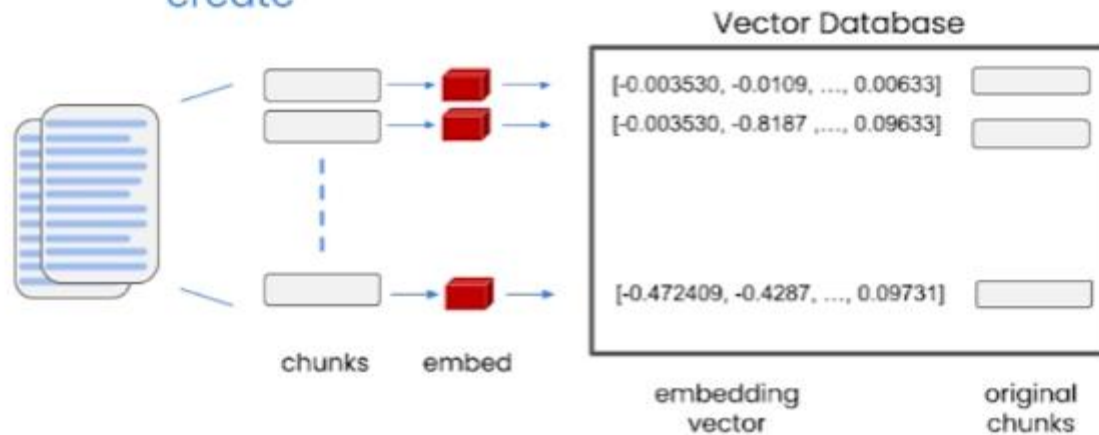 create
Vector Database
[-0.003530, -0.0109, ..., 0.00633]
[-0.003530, -0.8187 ,..., 0.09633]
[-0.472409, -0.4287, ..., 0.09731]
chunks
embed
embedding
vector
original
chunks